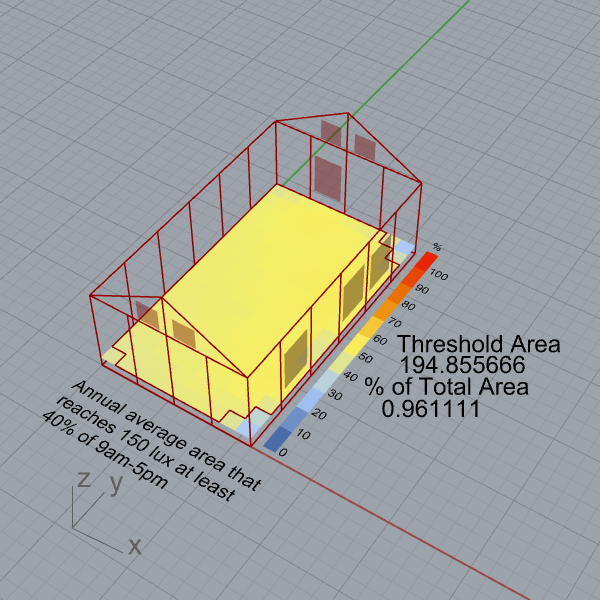 %
100
90
80
70
60
50
40
30
20
10
0
Threshold Area
194.855666
% of Total Area
0.961111
Annual average area that
reaches 150 lux at least
40% of 9am-5pm
z
y
x